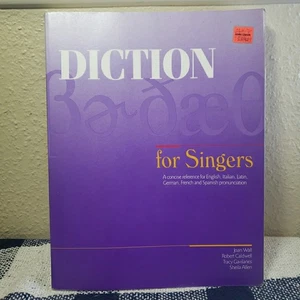 DICTION
for Singers
A concise reference for English, Italian, Latin,
German, French and Spanish pronunciation
Joan Wall
Robert Caldwell
Tracy Gavilanes
Sheila Allen